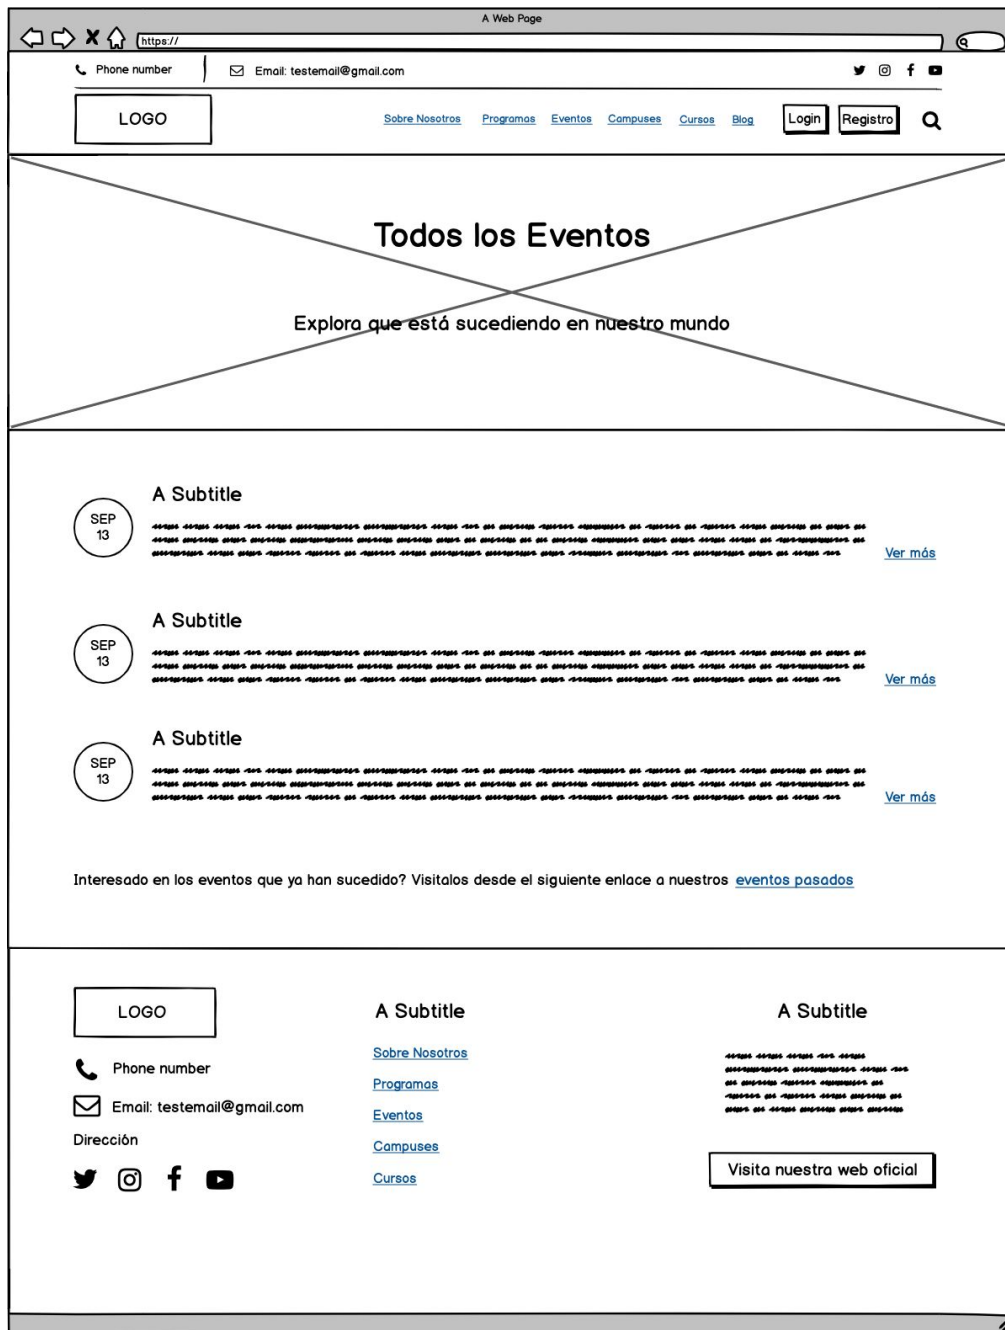 A Web Page
https://
Phone number
Email: testemail@gmail.com
LOGO
Sobre Nosotros Programas Eventos Campuses Cursos Blog
Login Registro
Todos los Eventos
Explora que está sucediendo en nuestro mundo
A Subtitle
SEP
13
Ver más
A Subtitle
SEP
13
Ver más
A Subtitle
SEP
13
Ver más
Interesado en los eventos que ya han sucedido? Visitalos desde el siguiente enlace a nuestros eventos pasados
LOGO
Phone number
Email: testemail@gmail.com
Dirección
A Subtitle
Sobre Nosotros
Programas
Eventos
Campuses
Cursos
A Subtitle
Visita nuestra web oficial